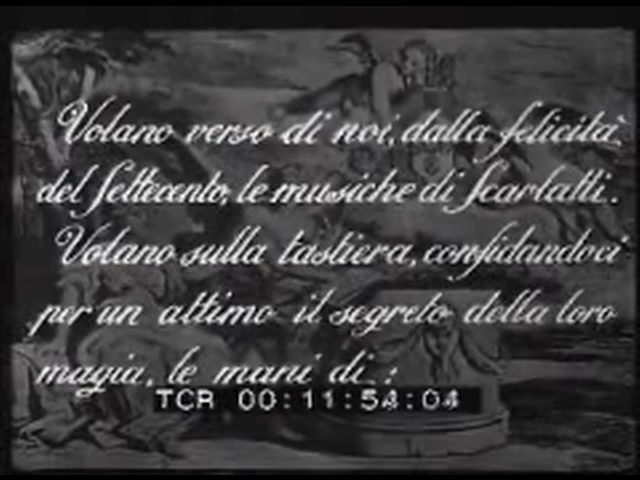 Volano verso di noi, dalla felicità
del Settecento, le musiche di Scarlatti.
Volano sulla tastiera, confidandoci
per un attimo il segreto della loro
magia, le mani di :
TCR 00:11:54:04